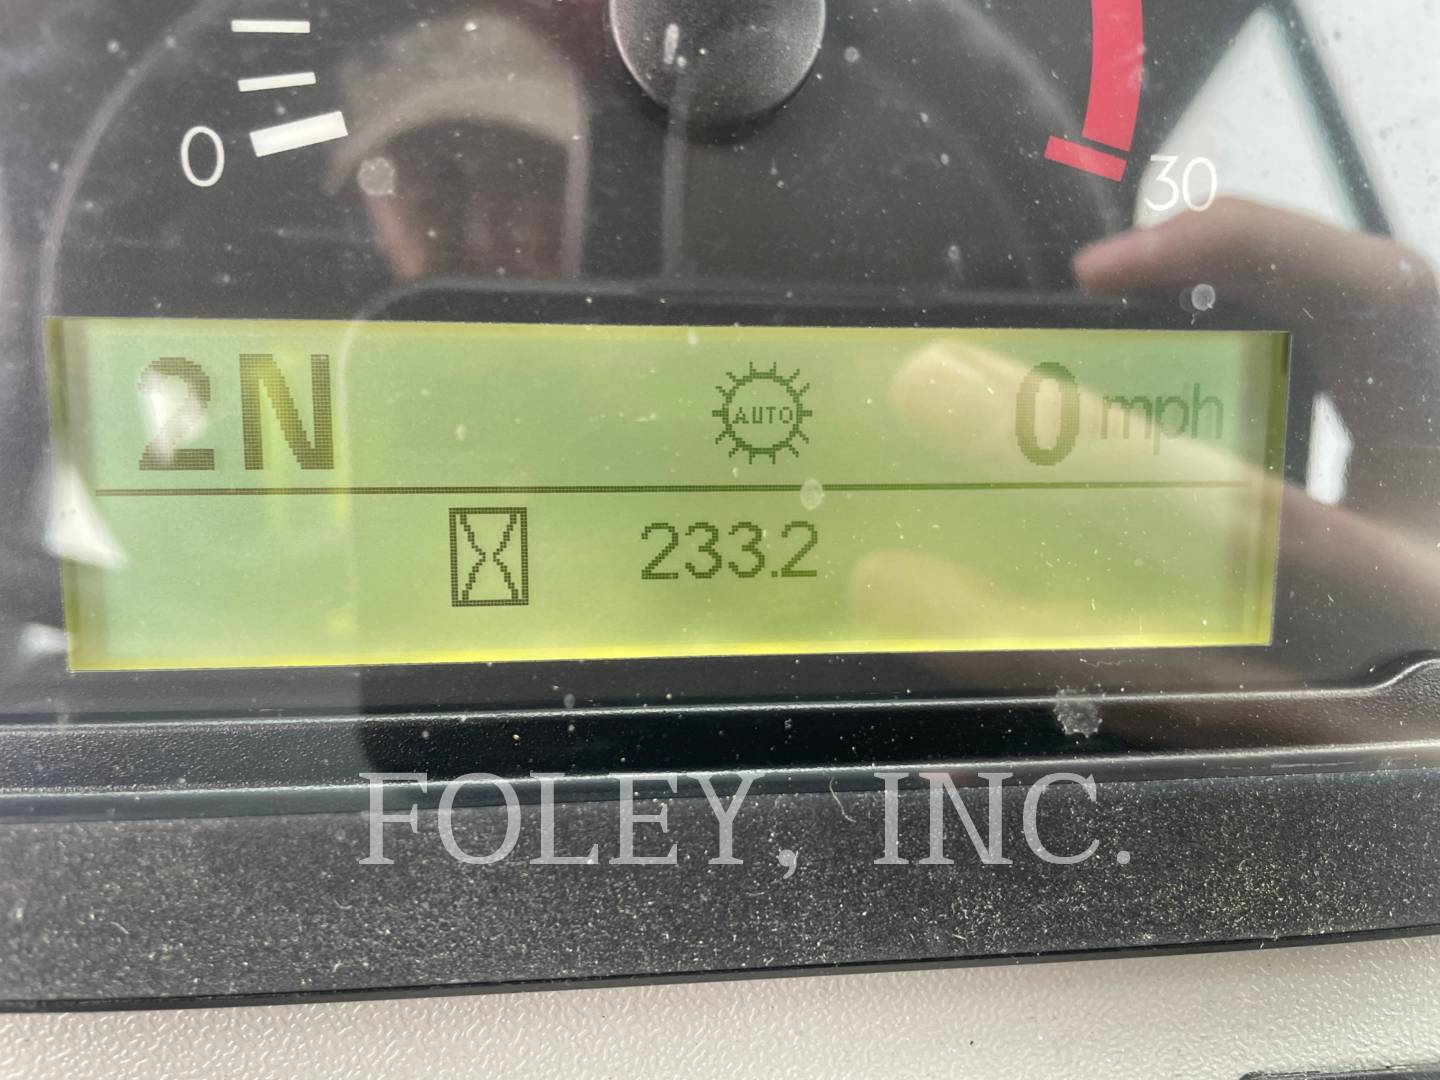 0
30
2N AUTO 0 mph
233.2
FOLEY, INC.